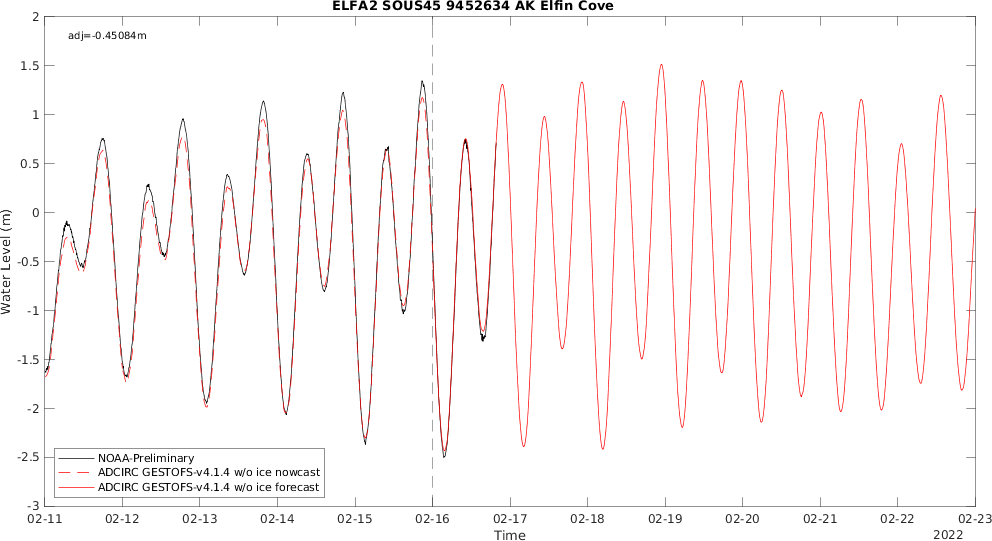 ELFA2 SOUS45 9452634 AK Elfin Cove
adj=-0.45084m
2
1.5
1
0.5
0
-0.5
-1
-1.5
-2
-2.5
-3
Water Level (m)
NOAA-Preliminary
ADCIRC GESTOFS-v4.1.4 w/o ice nowcast
ADCIRC GESTOFS-v4.1.4 w/o ice forecast
02-11 02-12 02-13 02-14 02-15 02-16 02-17 02-18 02-19 02-20 02-21 02-22 02-23
Time
2022